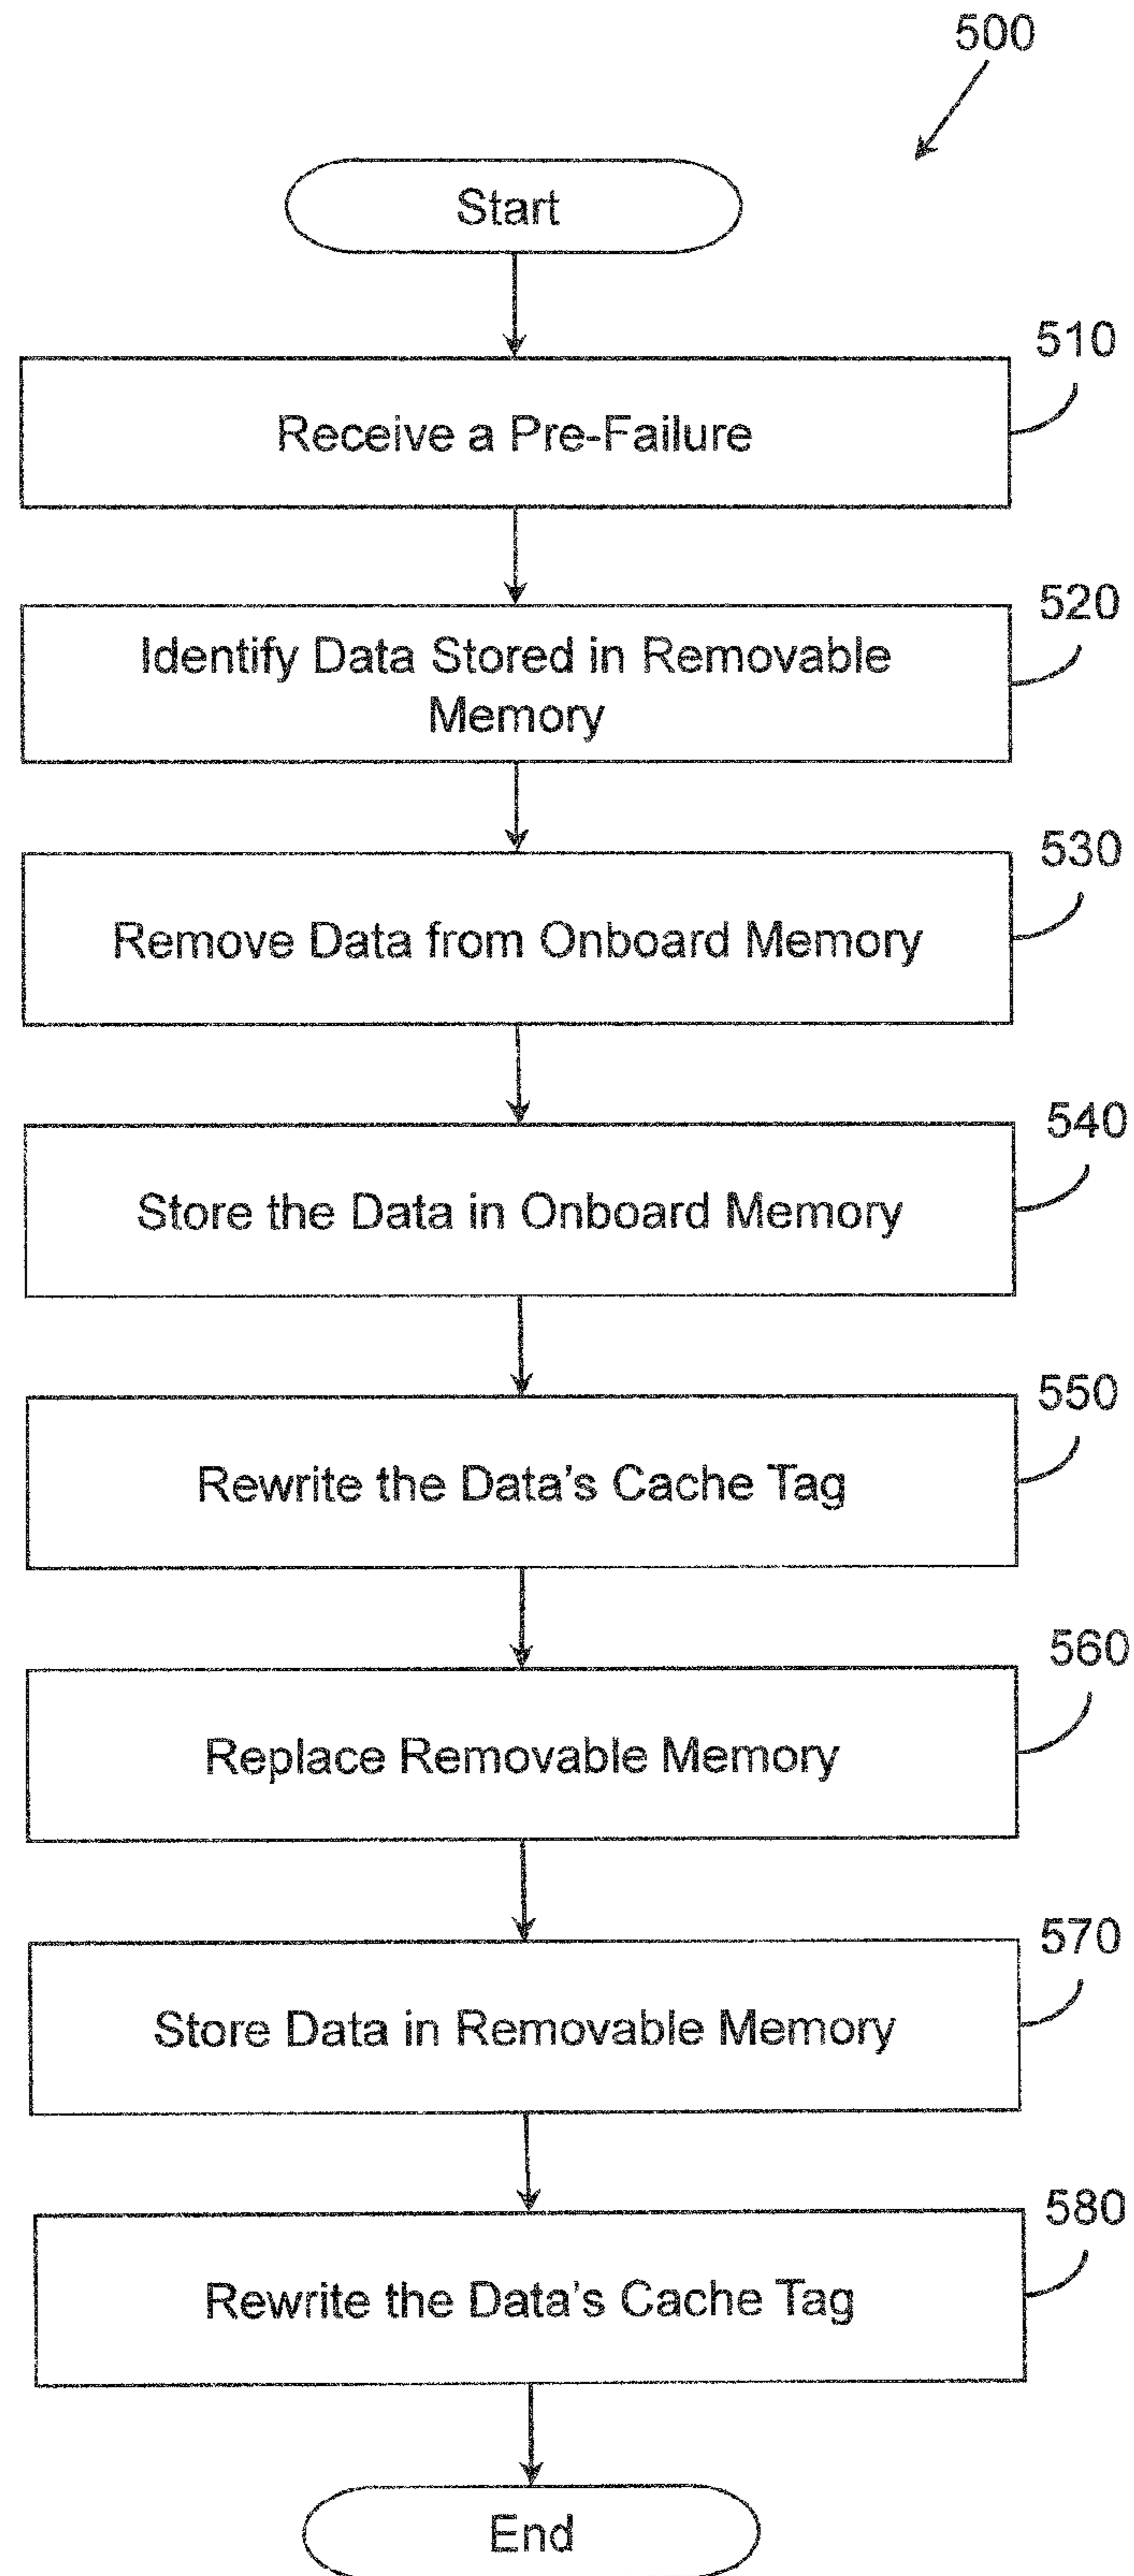 500
Start
510
Receive a Pre-Failure
520
Identify Data Stored in Removable
Memory
530
Remove Data from Onboard Memory
540
Store the Data in Onboard Memory
550
Rewrite the Data's Cache Tag
560
Replace Removable Memory
570
Store Data in Removable Memory
580
Rewrite the Data's Cache Tag
End